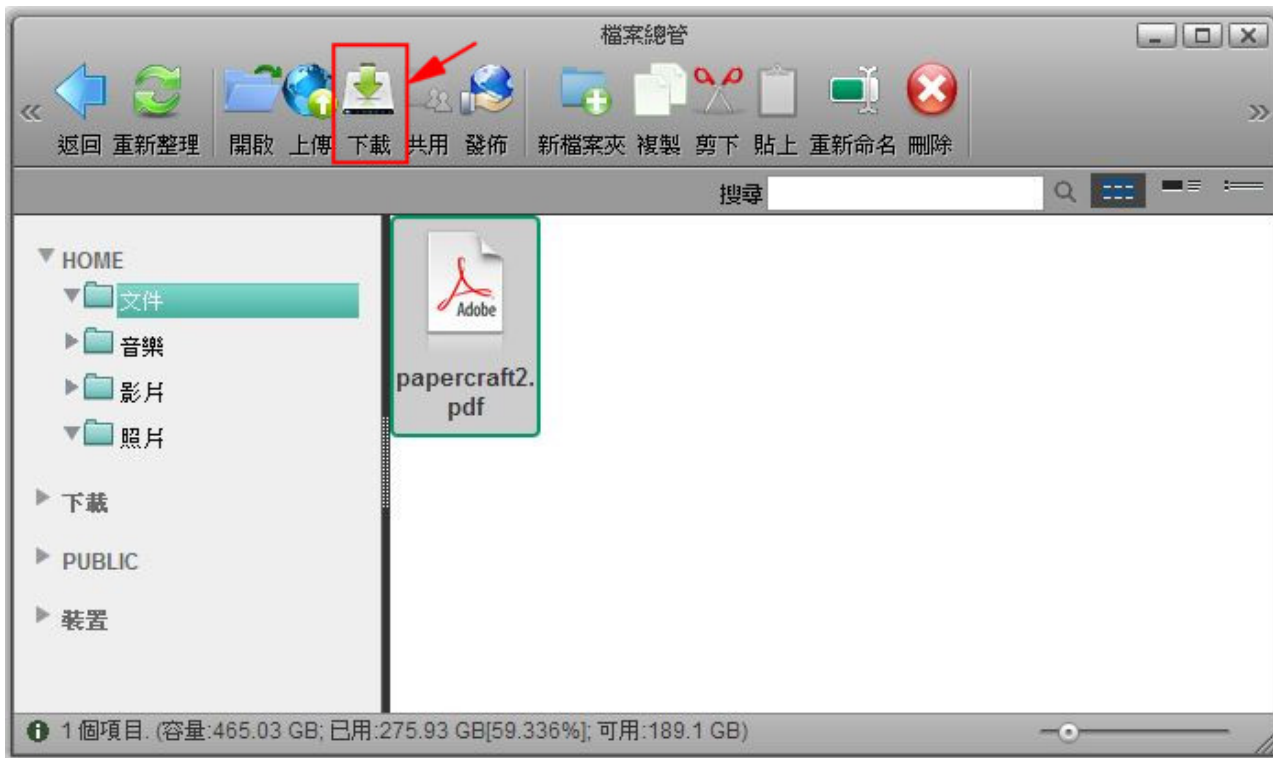 檔案總管
返回 重新整理 開啟 上傳 下載 共用 發佈 新檔案夾 複製 剪下 貼上 重新命名 刪除
搜尋
HOME
文件
音樂
影片
照片
下載
PUBLIC
裝置
Adobe
papercraft2.
pdf
1 個項目. (容量:465.03 GB; 已用:275.93 GB[59.336%]; 可用:189.1 GB)